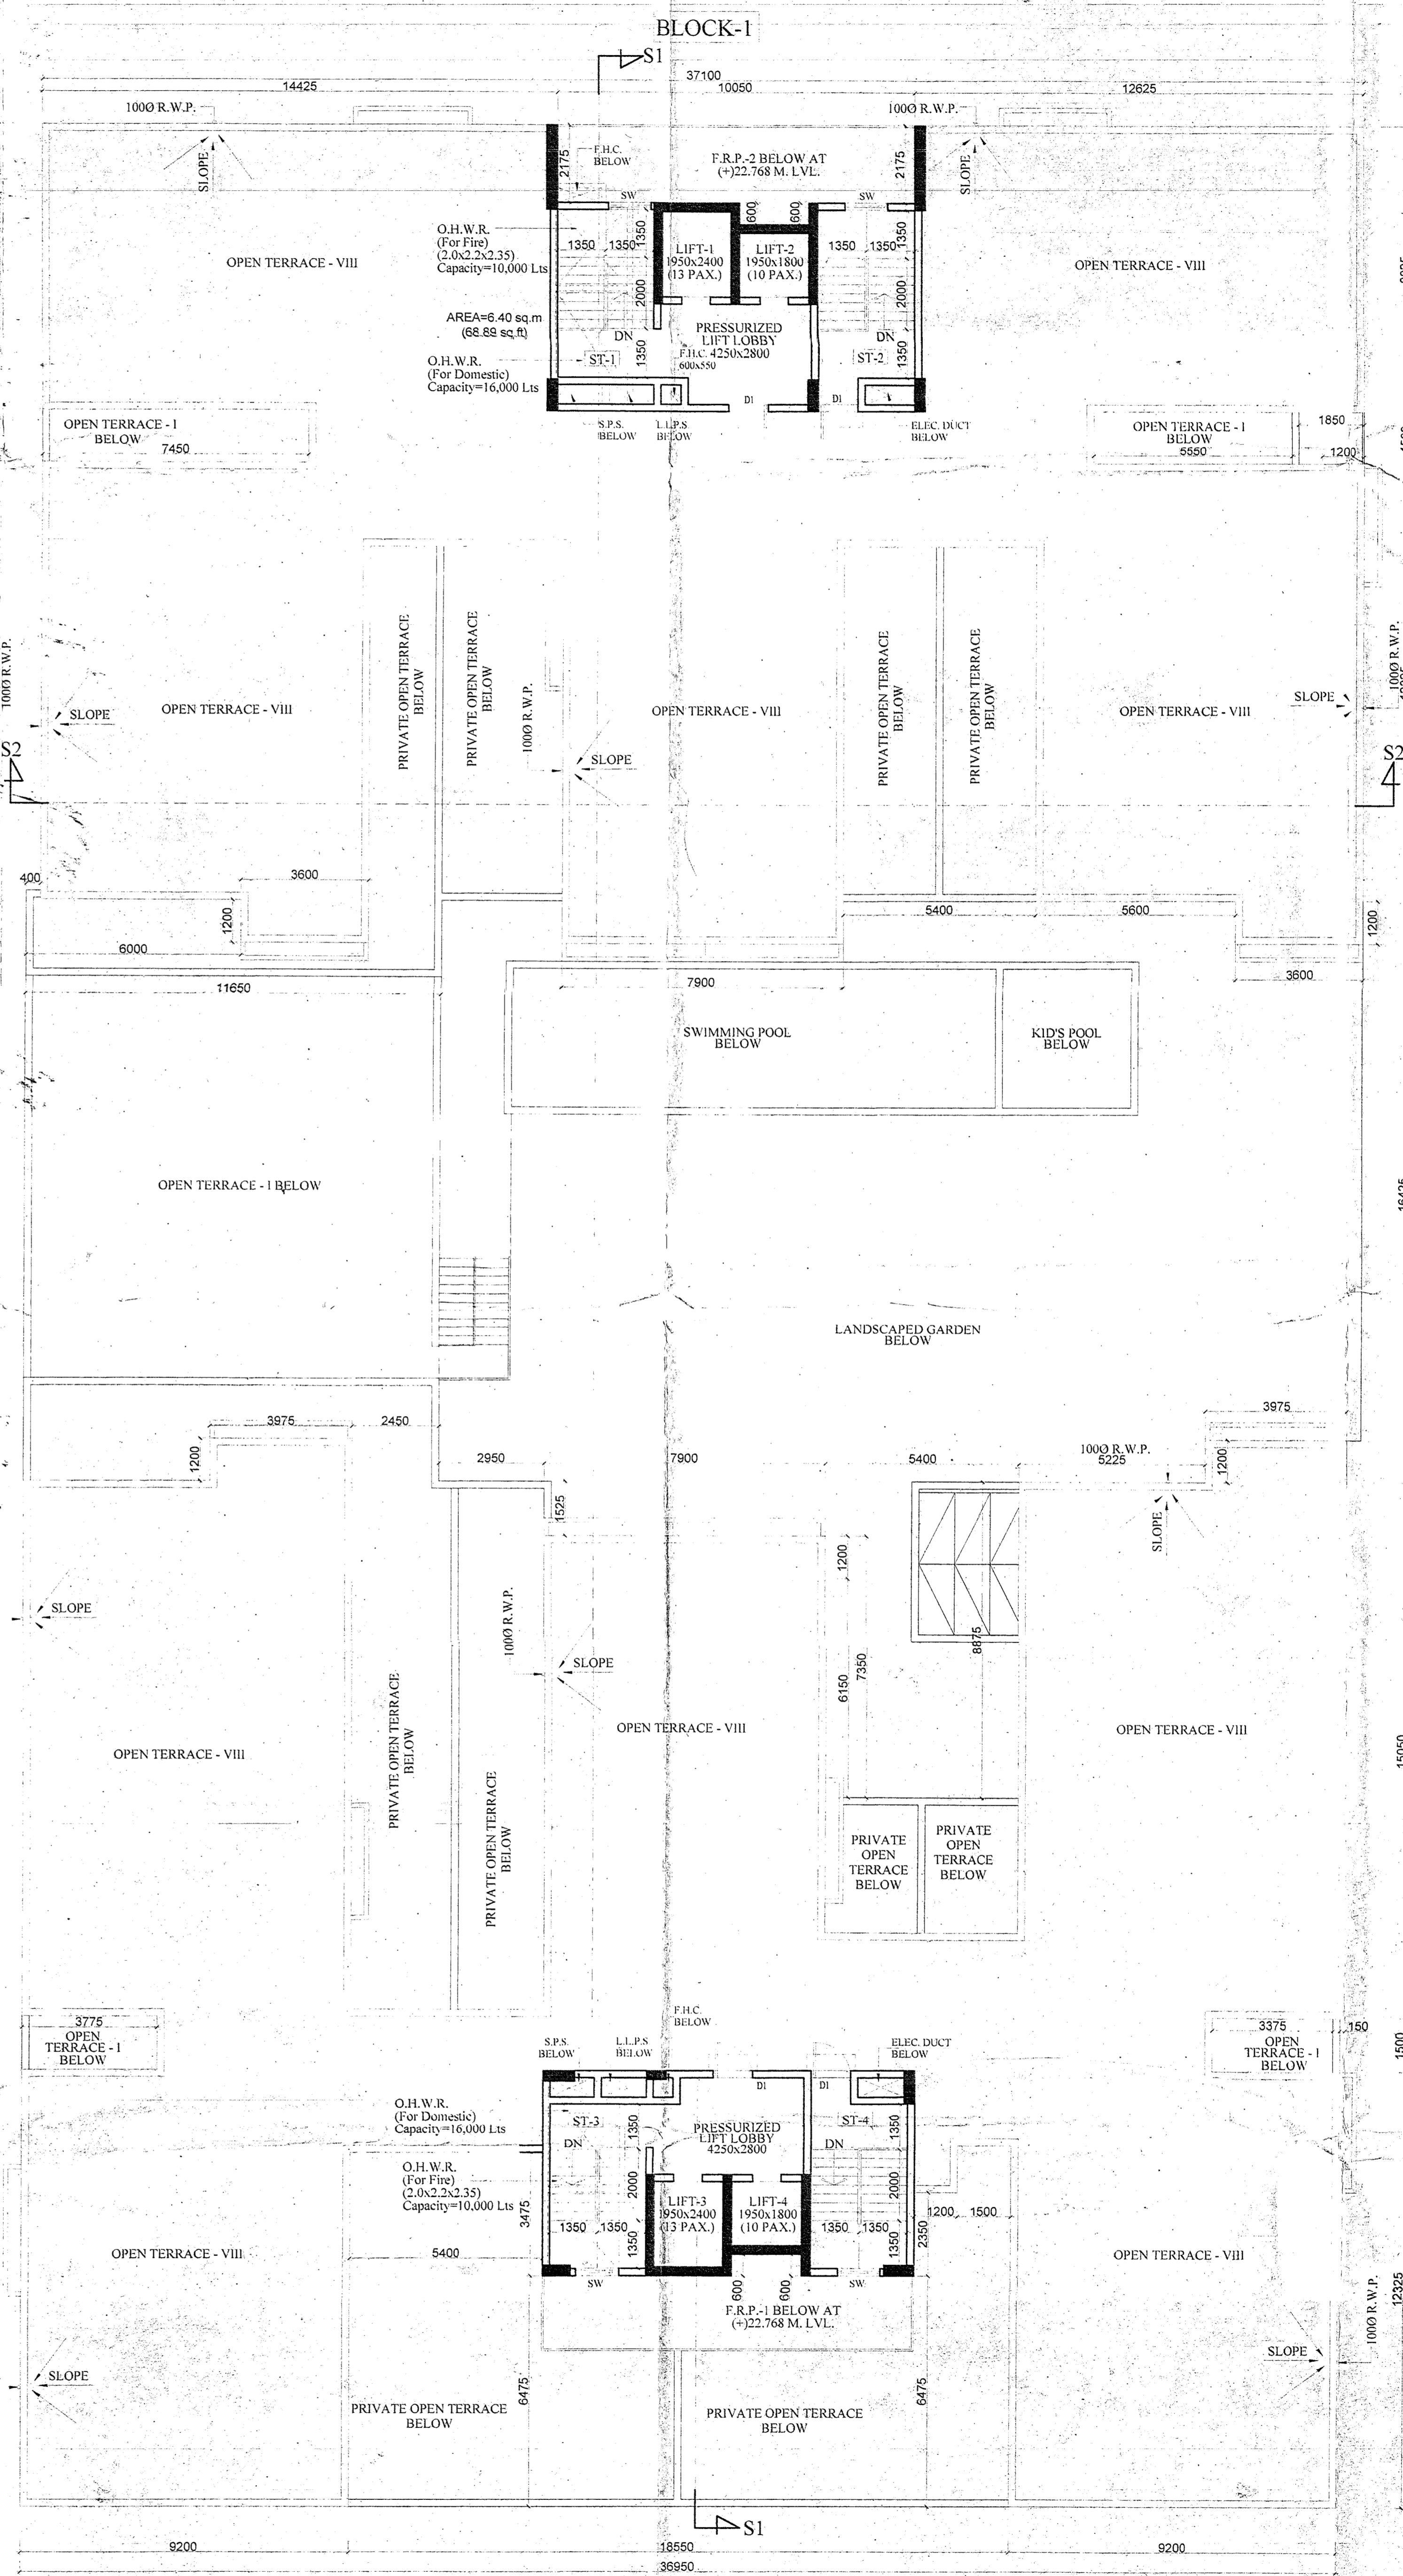 BLOCK-1
S1
37100
14425
10050
12625
100Ø R.W.P.
100Ø R.W.P.
SLOPE
2175
F.H.C.
BELOW
F.R.P.-2 BELOW AT
(+)22.768 M. LVL.
2175
SLOPE
SW
SW
600
600
O.H.W.R.
(For Fire)
(2.0x2.2x2.35)
Capacity=10,000 Lts
1350
1350
1350
LIFT-1
1950x2400
(13 PAX.)
LIFT-2
1950x1800
(10 PAX.)
1350
1350
1350
OPEN TERRACE - VIII
OPEN TERRACE - VIII
2000
2000
AREA=6.40 sq.m
(68.89 sq.ft)
DN
PRESSURIZED
LIFT LOBBY
4250x2800
F.H.C.
600x550
DN
O.H.W.R.
(For Domestic)
Capacity=16,000 Lts
ST-1
1350
ST-2
1350
D1
D1
S.P.S.
BELOW
L.L.P.S
BELOW
ELEC. DUCT
BELOW
OPEN TERRACE - I
BELOW
7450
OPEN TERRACE - I
BELOW
5550
1850
1200
100Ø R.W.P.
SLOPE
OPEN TERRACE - VIII
PRIVATE OPEN TERRACE
BELOW
PRIVATE OPEN TERRACE
BELOW
100Ø R.W.P.
SLOPE
OPEN TERRACE - VIII
PRIVATE OPEN TERRACE
BELOW
PRIVATE OPEN TERRACE
BELOW
OPEN TERRACE - VIII
SLOPE
100Ø R.W.P.
S2
S2
400
3600
1200
6000
11650
5400
5600
1200
3600
7900
SWIMMING POOL
BELOW
KID'S POOL
BELOW
OPEN TERRACE - I BELOW
16425
LANDSCAPED GARDEN
BELOW
3975
2450
1200
2950
7900
5400
100Ø R.W.P.
5225
3975
1200
1525
SLOPE
1200
SLOPE
100Ø R.W.P.
SLOPE
8875
7350
6150
OPEN TERRACE - VIII
PRIVATE OPEN TERRACE
BELOW
PRIVATE OPEN TERRACE
BELOW
OPEN TERRACE - VIII
OPEN TERRACE - VIII
15050
PRIVATE
OPEN
TERRACE
BELOW
PRIVATE
OPEN
TERRACE
BELOW
3775
OPEN
TERRACE - I
BELOW
F.H.C.
BELOW
3375
150
OPEN
TERRACE - I
BELOW
1500
S.P.S.
BELOW
L.L.P.S
BELOW
ELEC. DUCT
BELOW
D1
D1
O.H.W.R.
(For Domestic)
Capacity=16,000 Lts
ST-3
1350
PRESSURIZED
LIFT LOBBY
4250x2800
ST-4
1350
DN
DN
O.H.W.R.
(For Fire)
(2.0x2.2x2.35)
Capacity=10,000 Lts
2000
2000
3475
LIFT-3
1950x2400
(13 PAX.)
LIFT-4
1950x1800
(10 PAX.)
1350
1350
1350
1350
1350
1350
2350
1200
1500
OPEN TERRACE - VIII
5400
OPEN TERRACE - VIII
SW
SW
600
600
F.R.P.-1 BELOW AT
(+)22.768 M. LVL.
12325
100Ø R.W.P.
SLOPE
SLOPE
6475
6475
PRIVATE OPEN TERRACE
BELOW
PRIVATE OPEN TERRACE
BELOW
S1
9200
18550
9200
36950